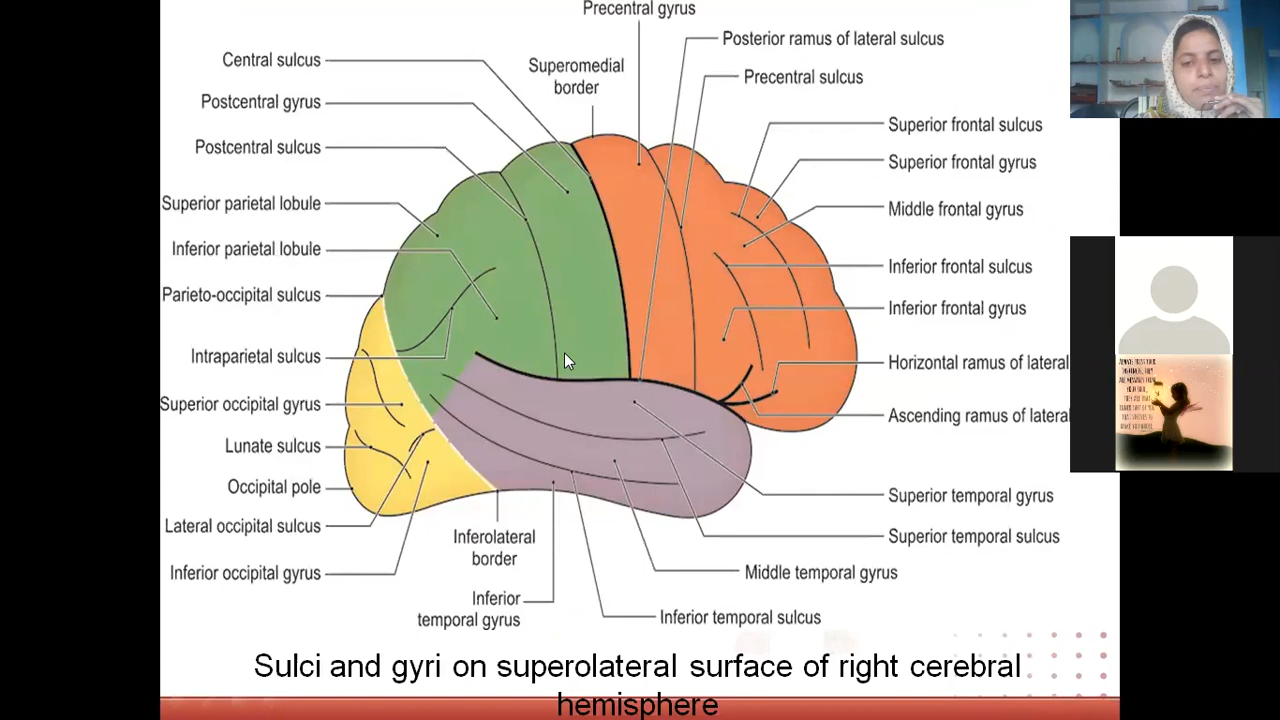 Precentral gyrus
Central sulcus
Postcentral gyrus
Postcentral sulcus
Superior parietal lobule
Inferior parietal lobule
Parieto-occipital sulcus
Intraparietal sulcus
Superior occipital gyrus
Lunate sulcus
Occipital pole
Lateral occipital sulcus
Inferior occipital gyrus
Superomedial
border
Posterior ramus of lateral sulcus
Precentral sulcus
Superior frontal sulcus
Superior frontal gyrus
Middle frontal gyrus
Inferior frontal sulcus
Inferior frontal gyrus
Horizontal ramus of lateral
Ascending ramus of lateral
Superior temporal gyrus
Superior temporal sulcus
Middle temporal gyrus
Inferior temporal sulcus
Inferolateral
border
Inferior
temporal gyrus
Sulci and gyri on superolateral surface of right cerebral
hemisphere